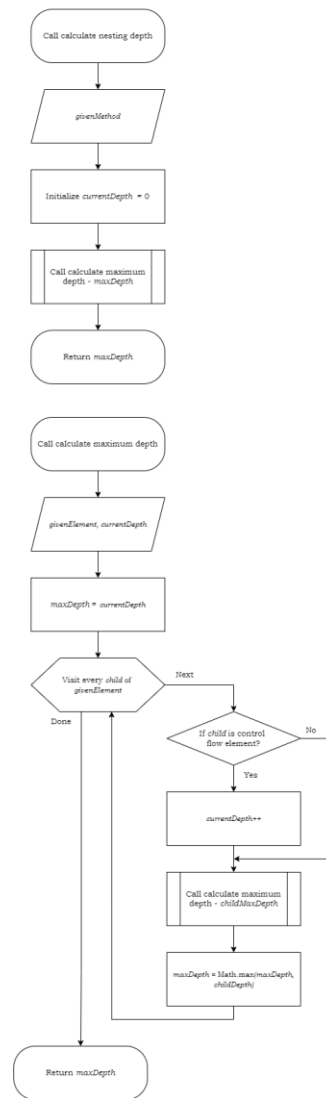 Call calculate nesting depth
givenMethod
Initialize currentDepth = 0
Call calculate maximum
depth - maxDepth
Return maxDepth
Call calculate maximum depth
givenElement, currentDepth
maxDepth = currentDepth
Visit every child of
givenElement
Next
Done
If child is control
flow element?
No
Yes
currentDepth++
Call calculate maximum
depth - childMaxDepth
maxDepth = Math.max(maxDepth,
childDepth)
Return maxDepth